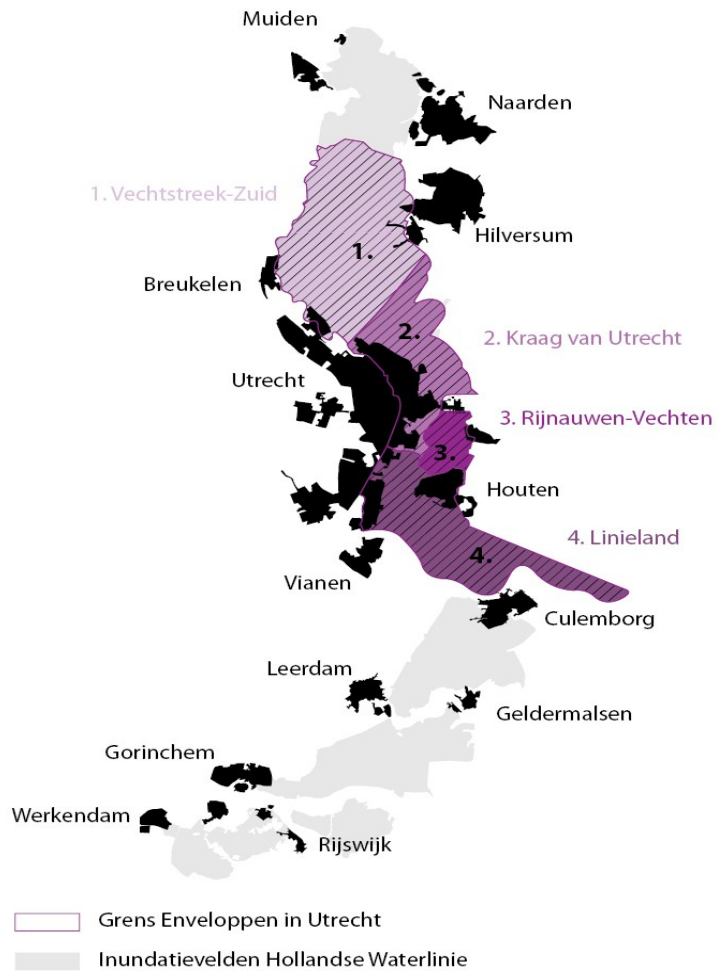 Muiden
Naarden
1. Vechtstreek-Zuid
1.
Hilversum
Breukelen
2.
2. Kraag van Utrecht
Utrecht
3. Rijnauwen-Vechten
3.
Houten
4. Linieland
4.
Vianen
Culemborg
Leerdam
Geldermalsen
Gorinchem
Werkendam
Rijswijk
Grens Enveloppen in Utrecht
Inundatievelden Hollandse Waterlinie